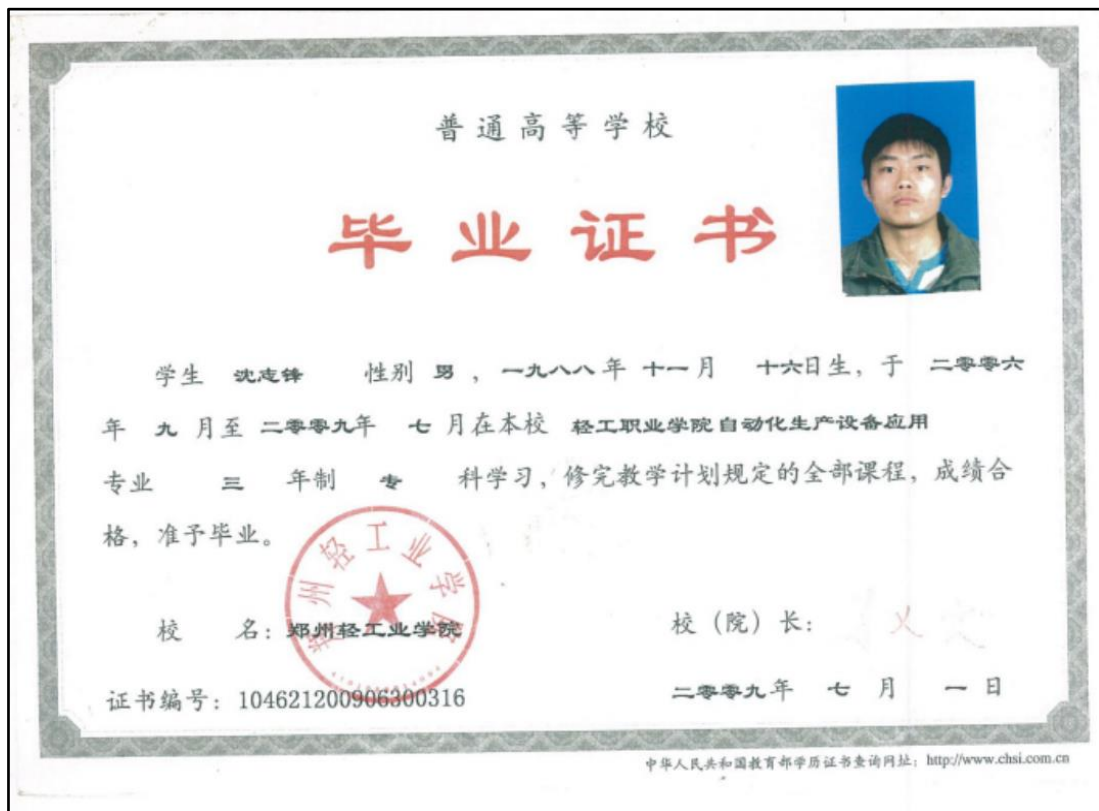 普通高等学校
毕业证书
学生 沈志锋 性别 男 ，一九八八年 十一月 十六日生，于 二零零六
年 九 月至 二零零九年 七 月在本校 轻工职业学院自动化生产设备应用
专业 三 年制 专 科学习，修完教学计划规定的全部课程，成绩合
格，准予毕业。
郑州轻工业学院
校 名：郑州轻工业学院 校（院）长：
证书编号：104621200906300316 二零零九年 七 月 一 日
中华人民共和国教育部学历证书查询网址：http://www.chsi.com.cn